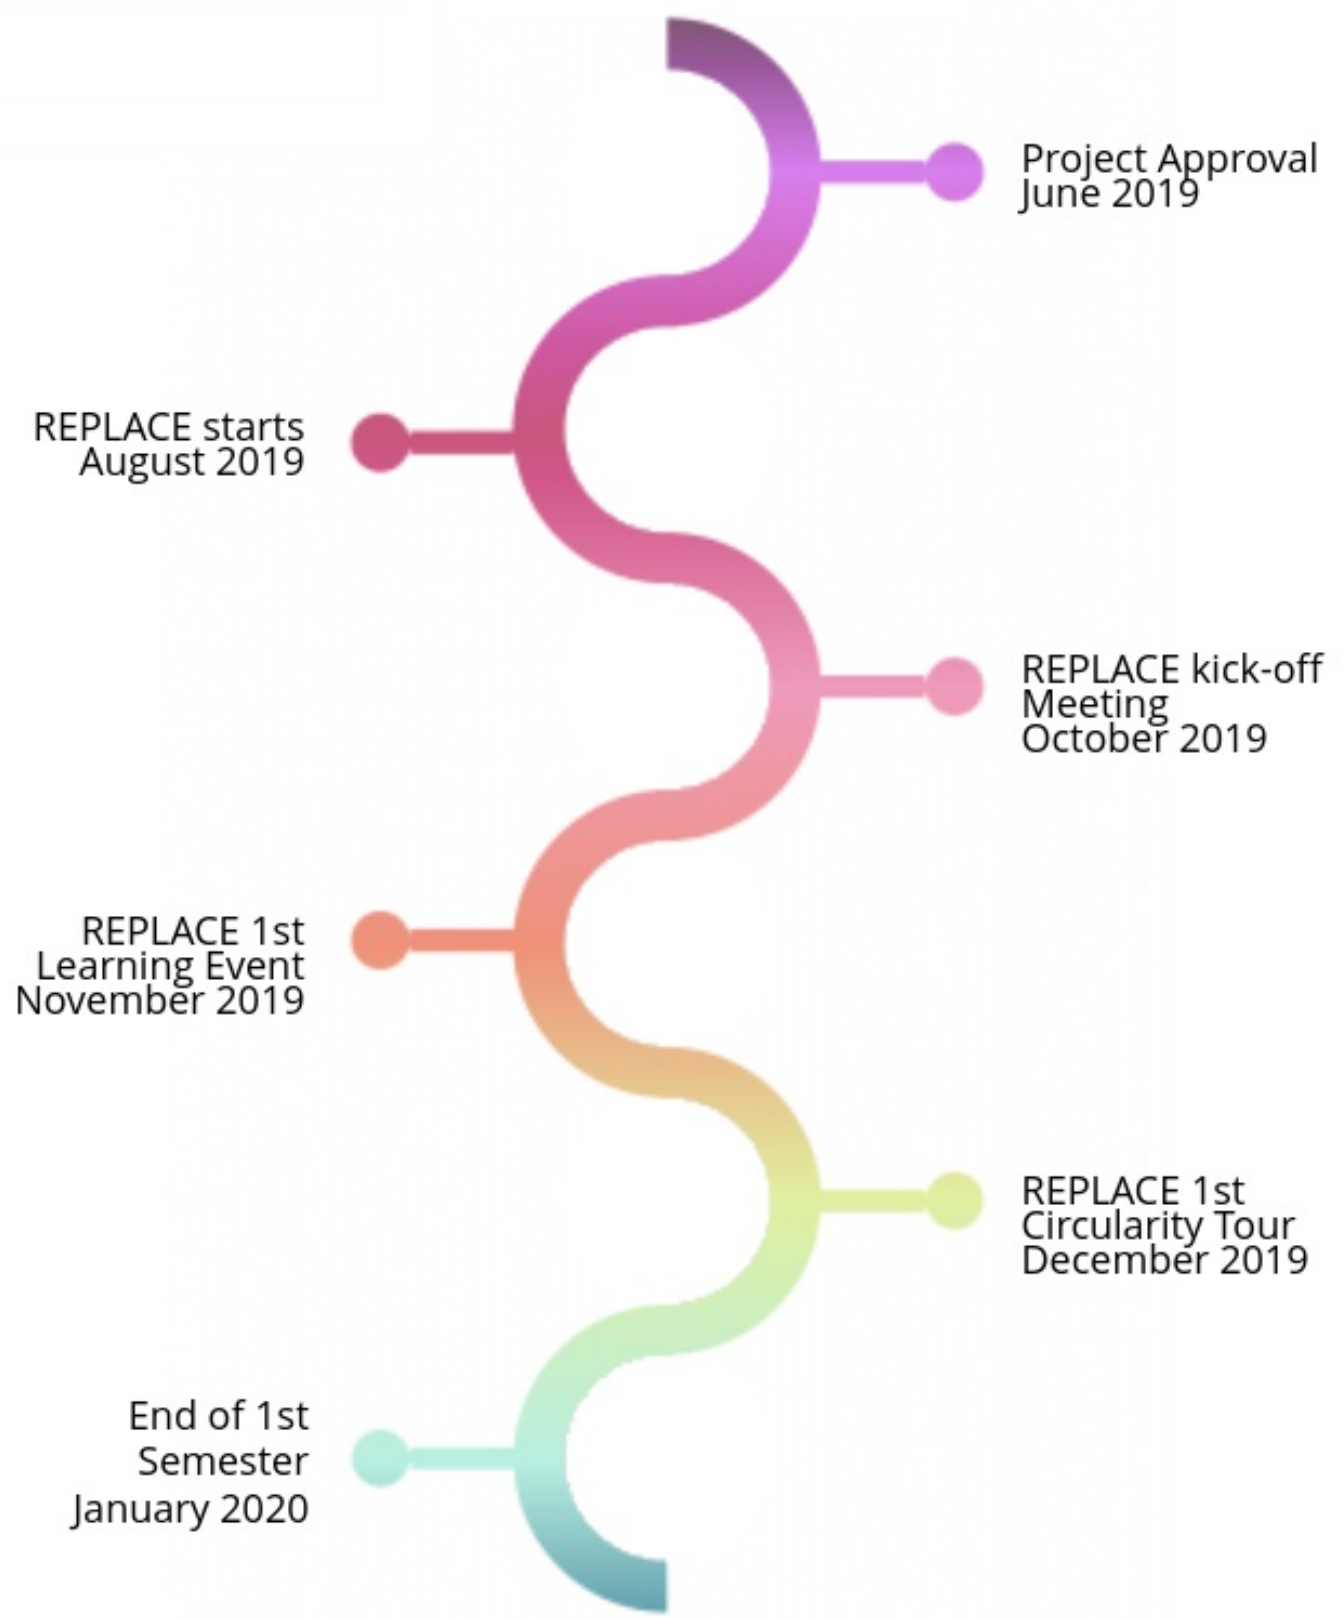 Project Approval
June 2019
REPLACE starts
August 2019
REPLACE kick-off
Meeting
October 2019
REPLACE 1st
Learning Event
November 2019
REPLACE 1st
Circularity Tour
December 2019
End of 1st
Semester
January 2020